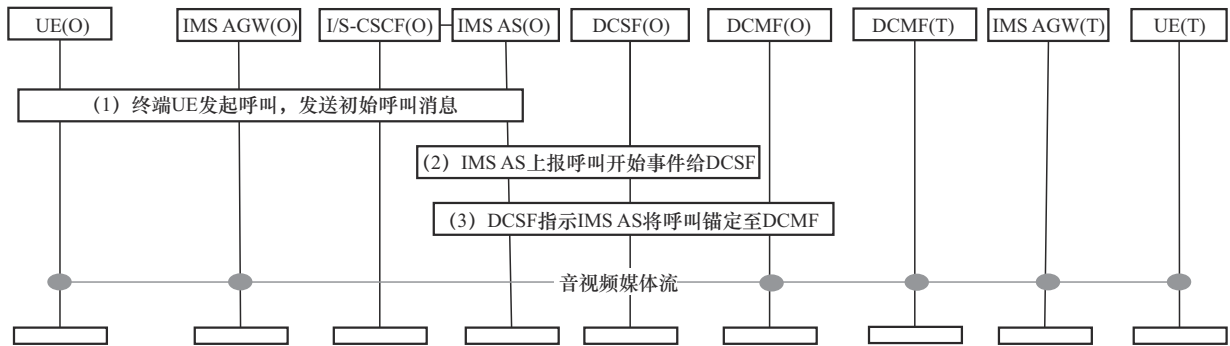 UE(O) IMS AGW(O) I/S-CSCF(O) IMS AS(O) DCSF(O) DCMF(O) DCMF(T) IMS AGW(T) UE(T)
（1）终端UE发起呼叫，发送初始呼叫消息
（2）IMS AS上报呼叫开始事件给DCSF
（3）DCSF指示IMS AS将呼叫锚定至DCMF
音视频媒体流